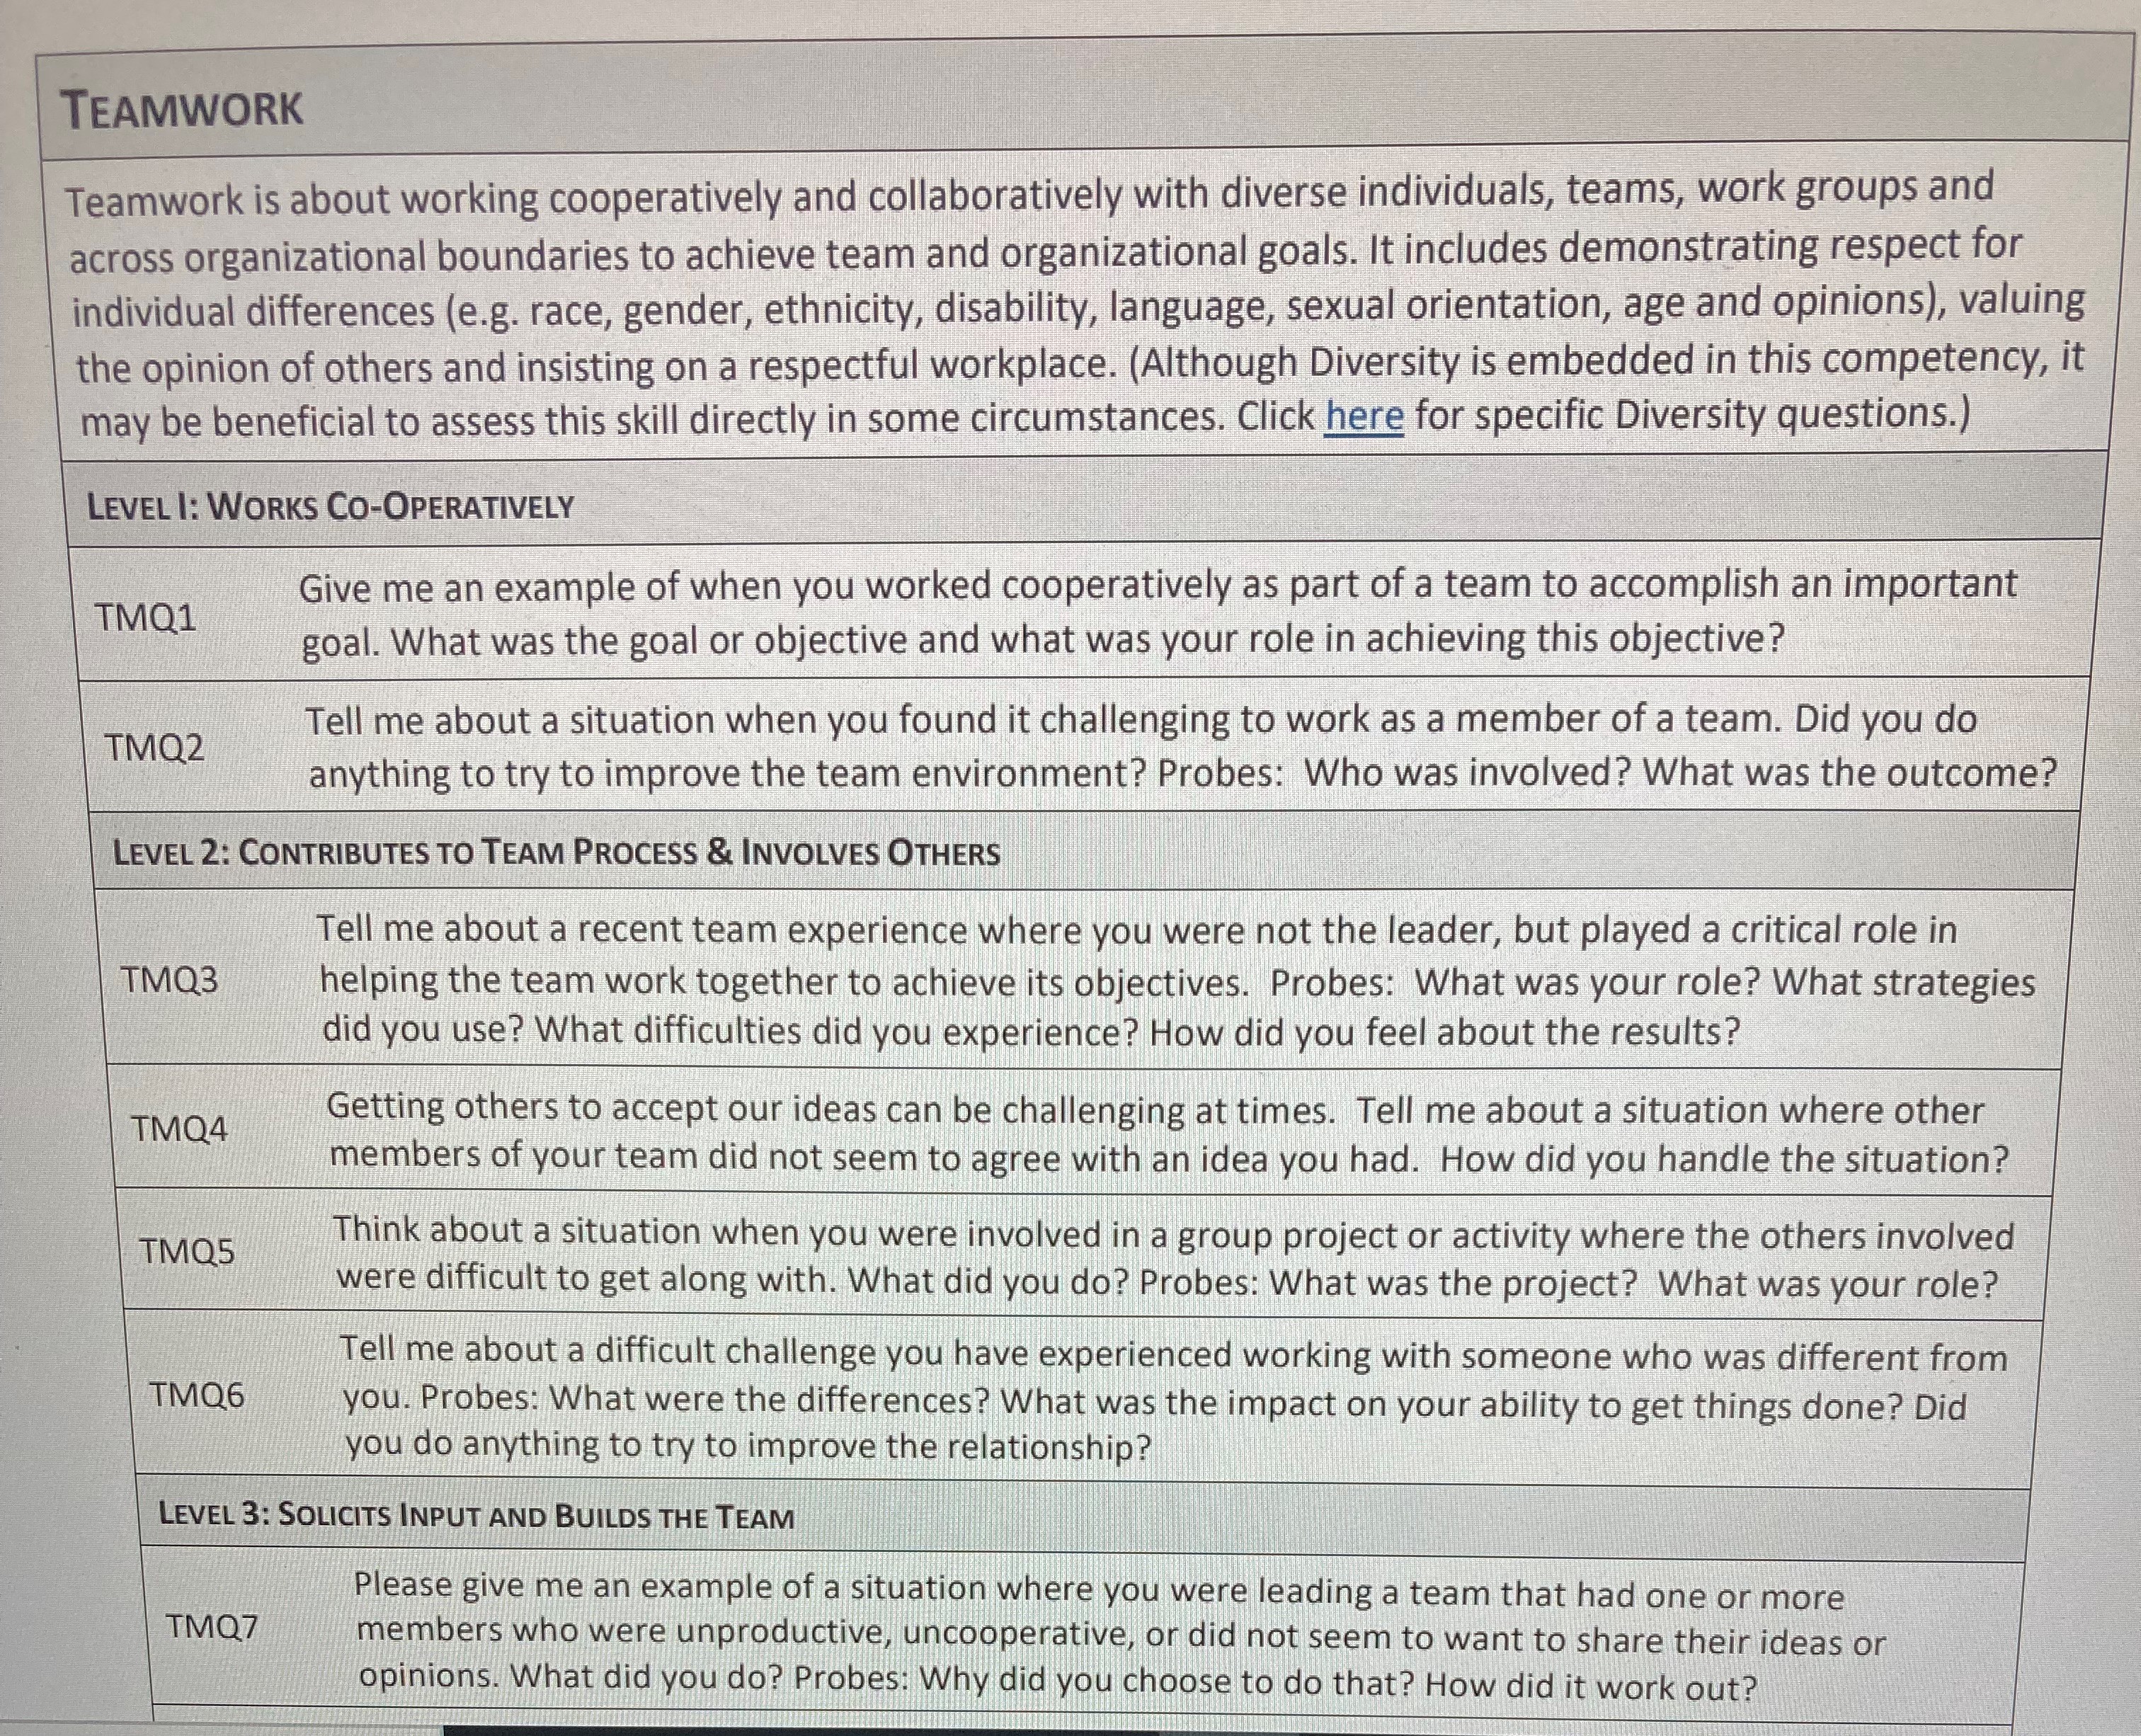 TEAMWORK
Teamwork is about working cooperatively and collaboratively with diverse individuals, teams, work groups and
across organizational boundaries to achieve team and organizational goals. It includes demonstrating respect for
individual differences (e.g. race, gender, ethnicity, disability, language, sexual orientation, age and opinions), valuing
the opinion of others and insisting on a respectful workplace. (Although Diversity is embedded in this competency, it
may be beneficial to assess this skill directly in some circumstances. Click here for specific Diversity questions.)
LEVEL I: WORKS CO-OPERATIVELY
TMQ1
Give me an example of when you worked cooperatively as part of a team to accomplish an important
goal. What was the goal or objective and what was your role in achieving this objective?
TMQ2
Tell me about a situation when you found it challenging to work as a member of a team. Did you do
anything to try to improve the team environment? Probes: Who was involved? What was the outcome?
LEVEL 2: CONTRIBUTES TO TEAM PROCESS & INVOLVES OTHERS
TMQ3
Tell me about a recent team experience where you were not the leader, but played a critical role in
helping the team work together to achieve its objectives. Probes: What was your role? What strategies
did you use? What difficulties did you experience? How did you feel about the results?
TMQ4
Getting others to accept our ideas can be challenging at times. Tell me about a situation where other
members of your team did not seem to agree with an idea you had. How did you handle the situation?
TMQ5
Think about a situation when you were involved in a group project or activity where the others involved
were difficult to get along with. What did you do? Probes: What was the project? What was your role?
TMQ6
Tell me about a difficult challenge you have experienced working with someone who was different from
you. Probes: What were the differences? What was the impact on your ability to get things done? Did
you do anything to try to improve the relationship?
LEVEL 3: SOLICITS INPUT AND BUILDS THE TEAM
TMQ7
Please give me an example of a situation where you were leading a team that had one or more
members who were unproductive, uncooperative, or did not seem to want to share their ideas or
opinions. What did you do? Probes: Why did you choose to do that? How did it work out?